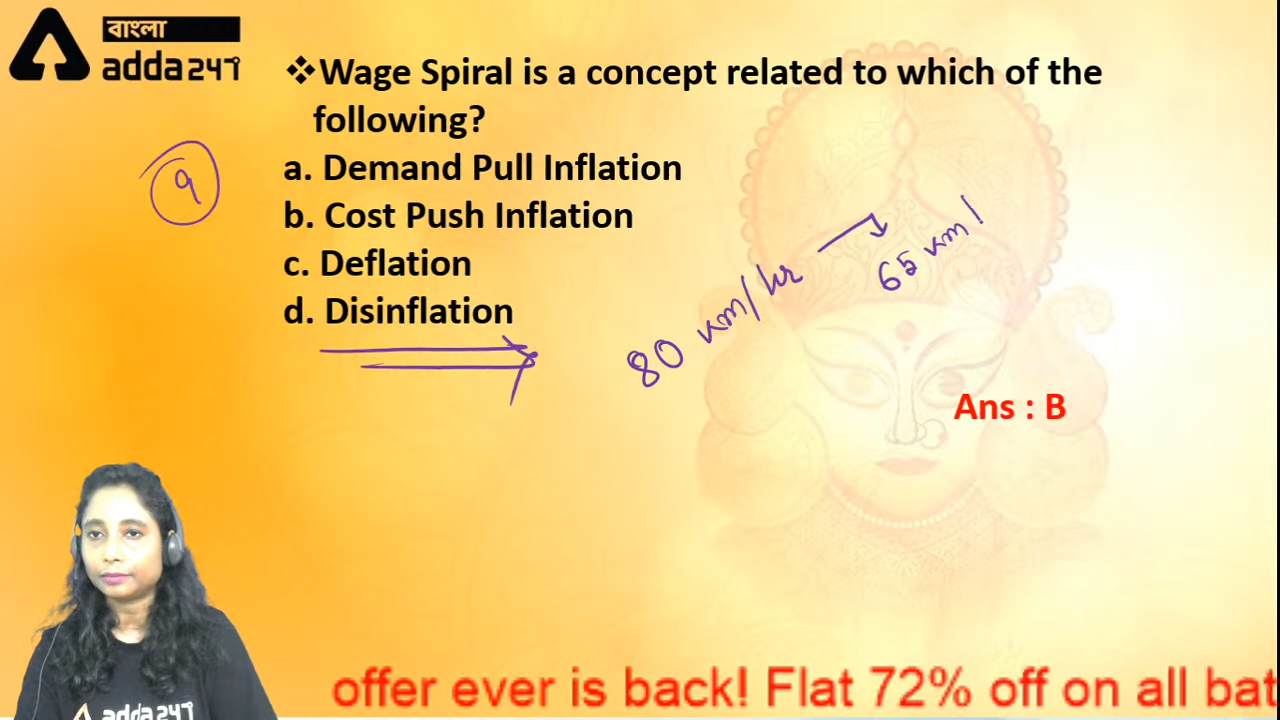 বাংলা
adda247
❖Wage Spiral is a concept related to which of the
following?
a. Demand Pull Inflation
b. Cost Push Inflation
c. Deflation
d. Disinflation
9
80 km/hr
65 km/
Ans : B
adda247
offer ever is back! Flat 72% off on all bat